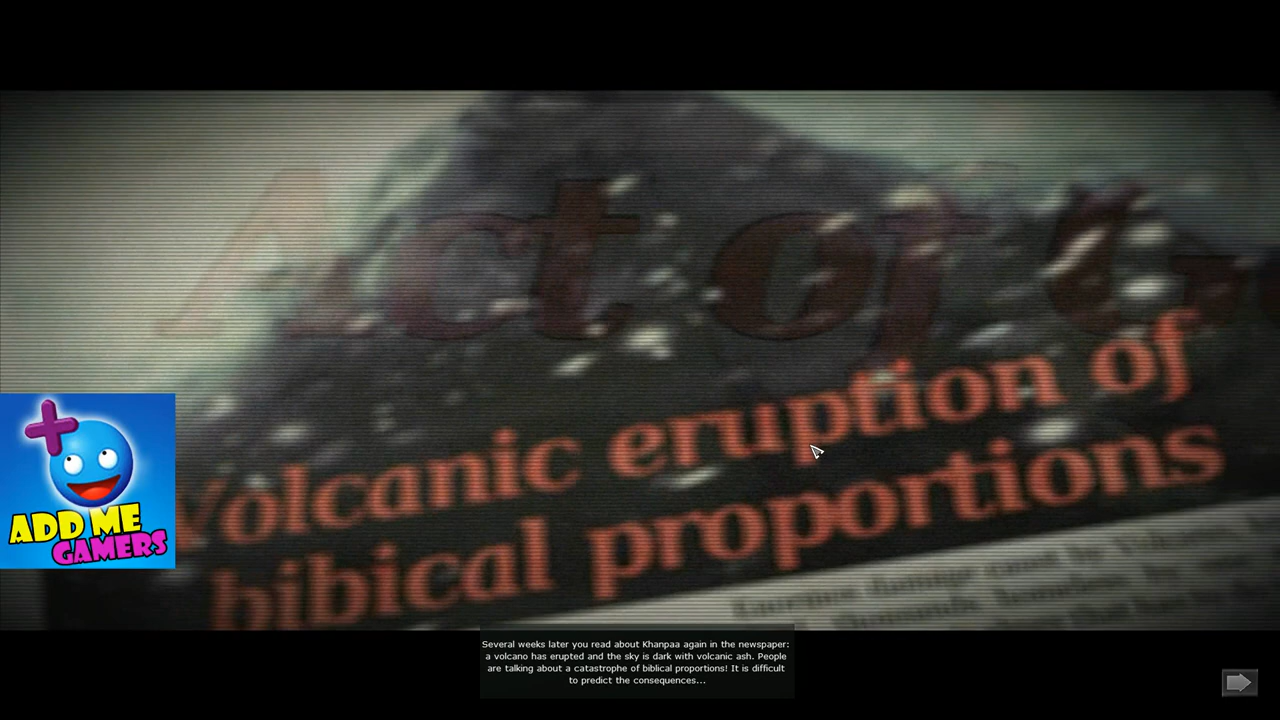 Act of
Volcanic eruption of
bibical proportions
ADD ME
GAMERS
Several weeks later you read about Khanpaa again in the newspaper:
a volcano has erupted and the sky is dark with volcanic ash. People
are talking about a catastrophe of biblical proportions! It is difficult
to predict the consequences...